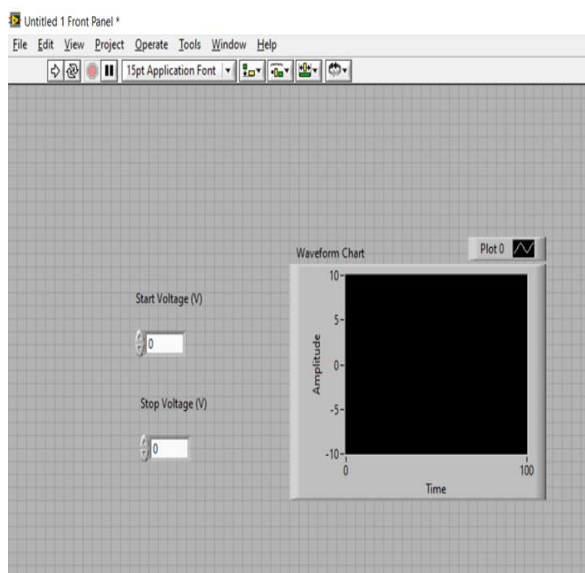 Untitled 1 Front Panel *
File Edit View Project Operate Tools Window Help
15pt Application Font
Plot 0
Waveform Chart
10
5
0
-5
-10
Amplitude
0 100
Time
Start Voltage (V)
0
Stop Voltage (V)
0